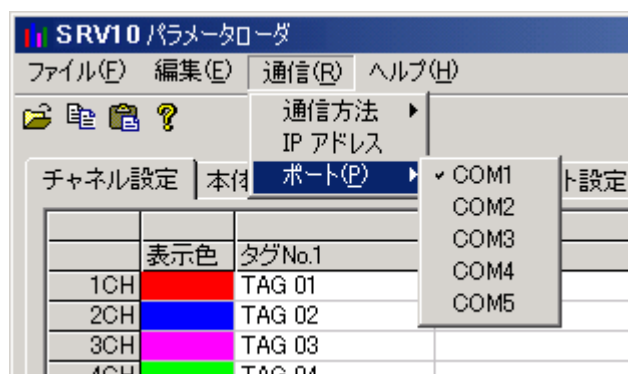 SRV10 パラメータローダ
ファイル(F) 編集(E) 通信(R) ヘルプ(H)
通信方法
IP アドレス
ポート(P)
COM1
COM2
COM3
COM4
COM5
チャネル設定 本体 ト設定
表示色 タグNo.1
1CH TAG 01
2CH TAG 02
3CH TAG 03
4CH TAG 04